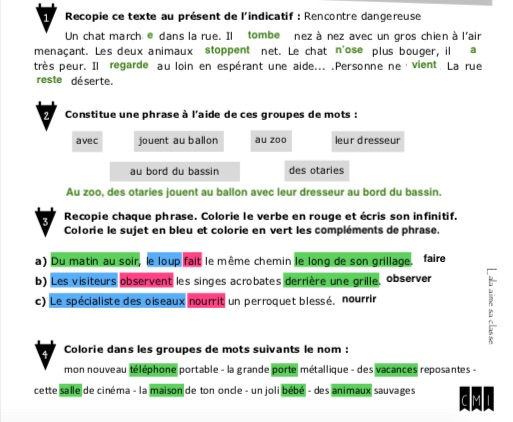 1 Recopie ce texte au présent de l'indicatif : Rencontre dangereuse
Un chat march e dans la rue. Il tombe nez à nez avec un gros chien à l'air
menaçant. Les deux animaux stoppent net. Le chat n'ose plus bouger, il a
très peur. Il regarde au loin en espérant une aide... .Personne ne vient La rue
reste déserte.
2 Constitue une phrase à l'aide de ces groupes de mots :
avec jouent au ballon au zoo leur dresseur
au bord du bassin des otaries
Au zoo, des otaries jouent au ballon avec leur dresseur au bord du bassin.
3 Recopie chaque phrase. Colorie le verbe en rouge et écris son infinitif.
Colorie le sujet en bleu et colorie en vert les compléments de phrase.
a) Du matin au soir, le loup fait le même chemin le long de son grillage. faire
b) Les visiteurs observent les singes acrobates derrière une grille. observer
c) Le spécialiste des oiseaux nourrit un perroquet blessé. nourrir
Lala aime sa classe
4 Colorie dans les groupes de mots suivants le nom :
mon nouveau téléphone portable - la grande porte métallique - des vacances reposantes -
cette salle de cinéma - la maison de ton oncle - un joli bébé - des animaux sauvages
CM1